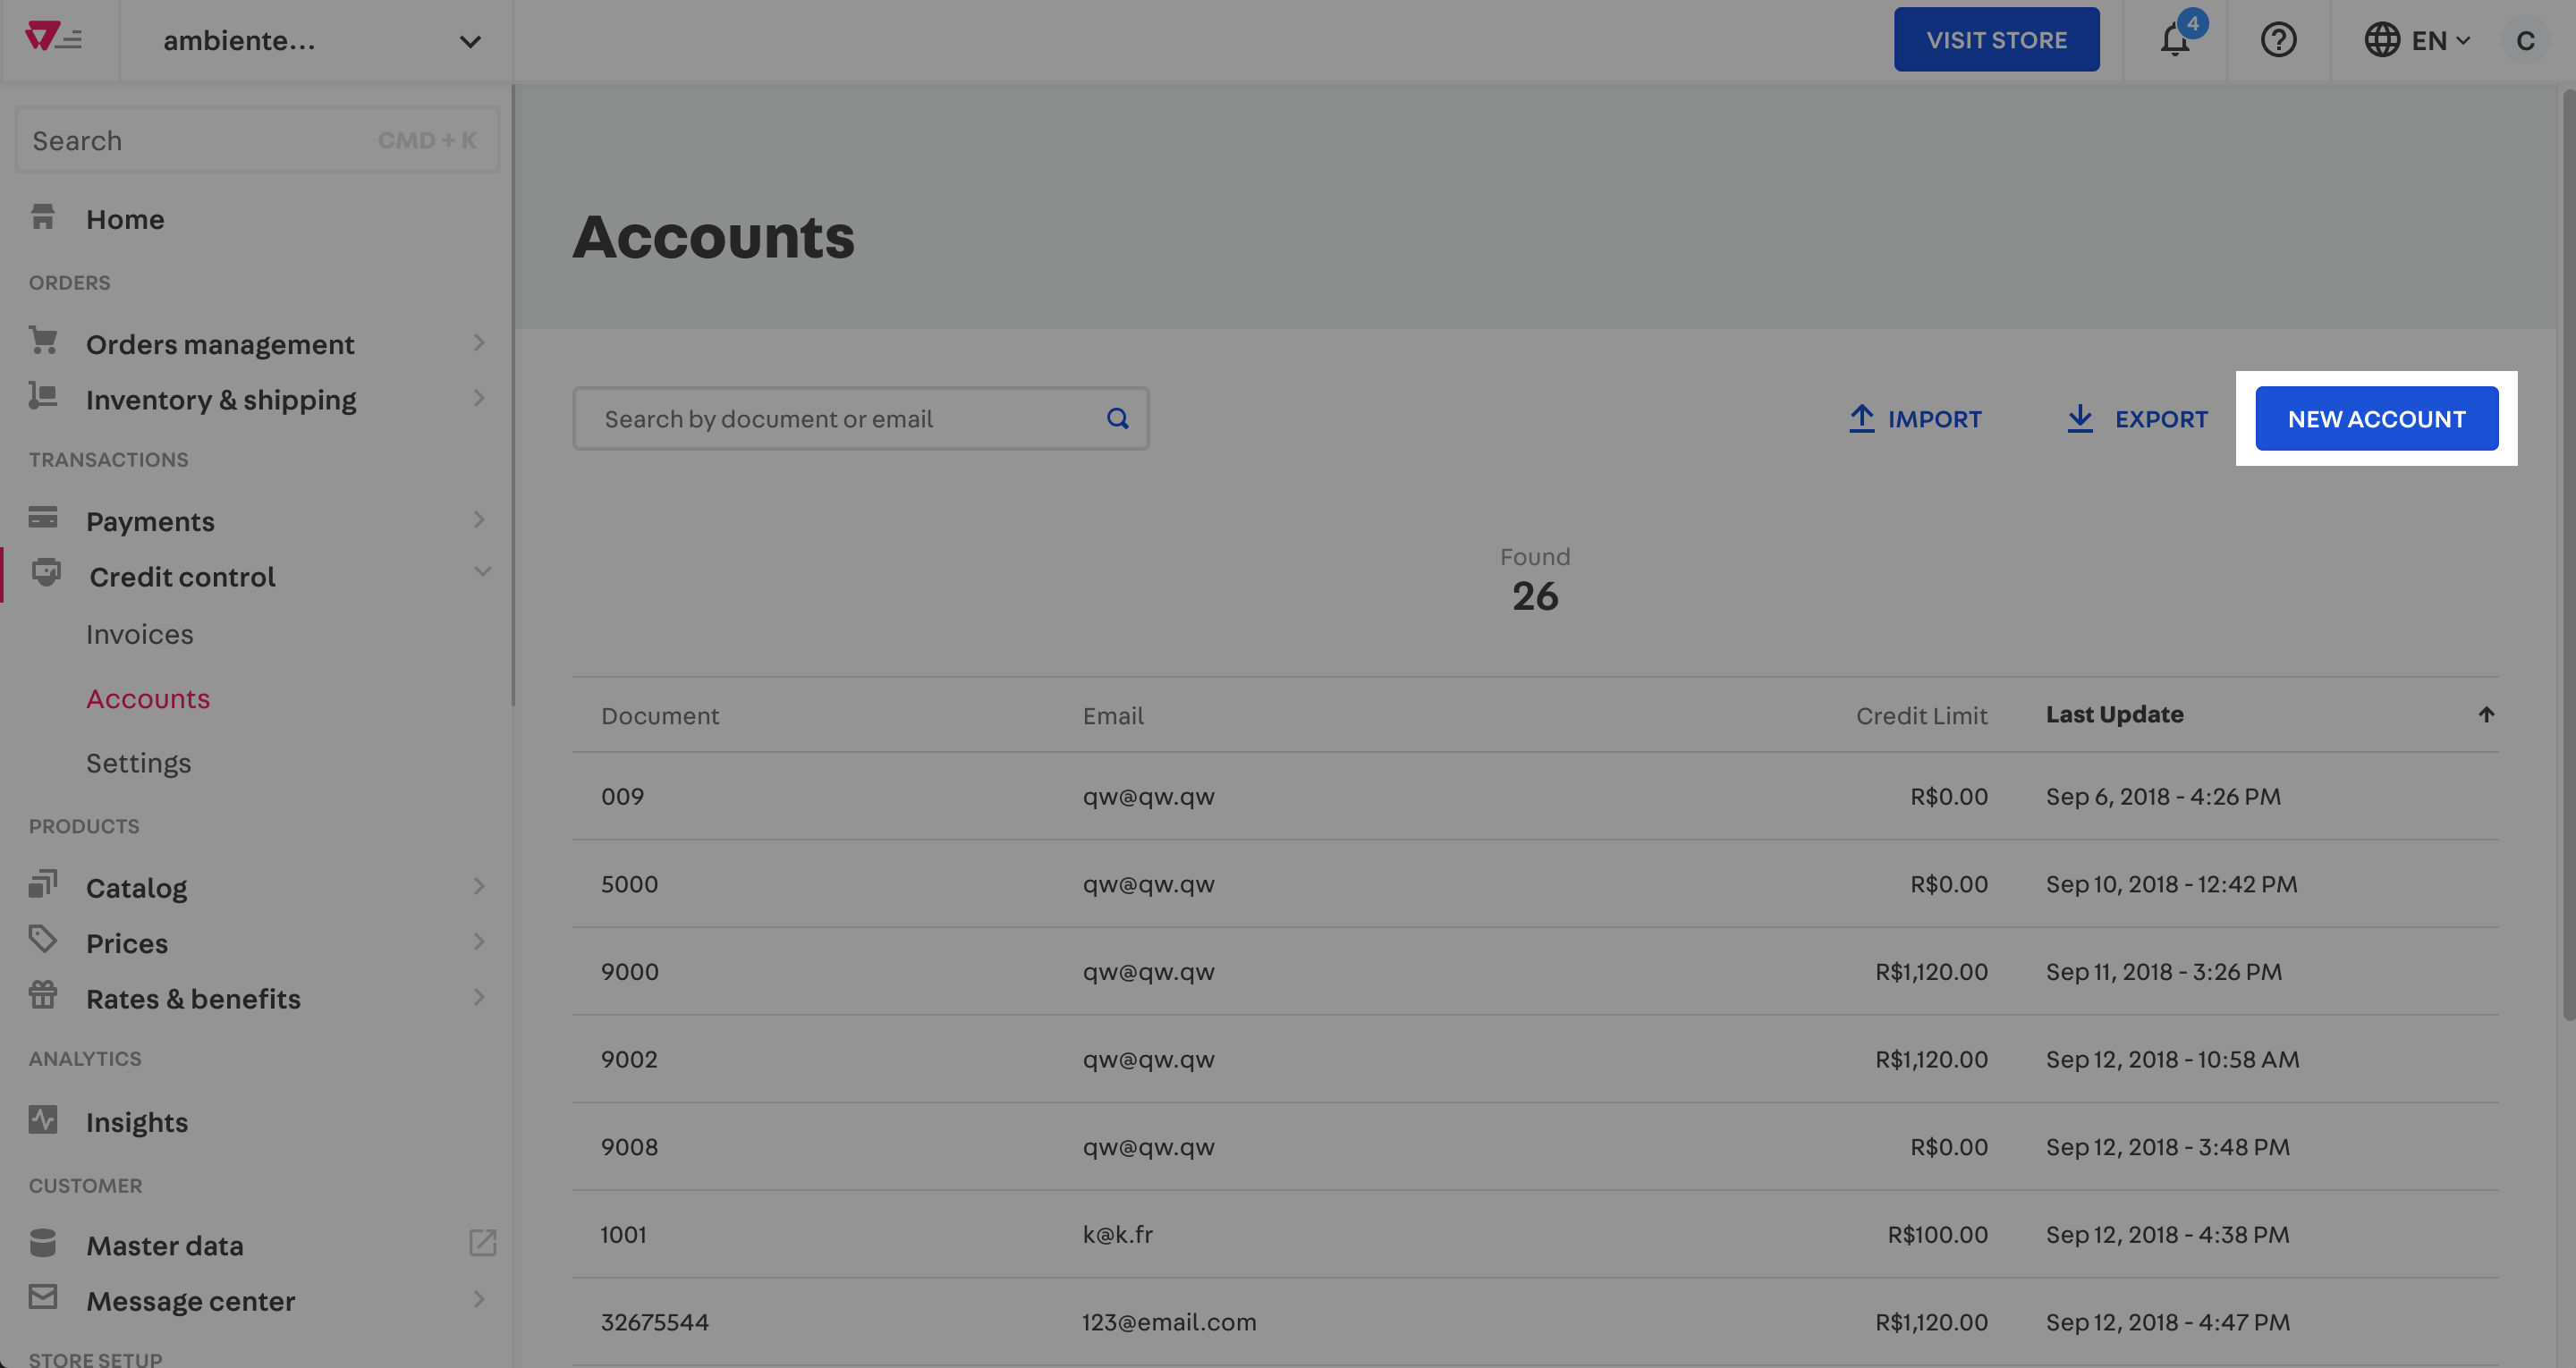 ambiente...
VISIT STORE
4
EN
C
Search
CMD + K
Home
ORDERS
Orders management
Inventory & shipping
TRANSACTIONS
Payments
Credit control
Invoices
Accounts
Settings
PRODUCTS
Catalog
Prices
Rates & benefits
ANALYTICS
Insights
CUSTOMER
Master data
Message center
STORE SETUP
Accounts
Search by document or email
IMPORT
EXPORT
NEW ACCOUNT
Found
26
Document Email Credit Limit Last Update
009 qw@qw.qw R$0.00 Sep 6, 2018 - 4:26 PM
5000 qw@qw.qw R$0.00 Sep 10, 2018 - 12:42 PM
9000 qw@qw.qw R$1,120.00 Sep 11, 2018 - 3:26 PM
9002 qw@qw.qw R$1,120.00 Sep 12, 2018 - 10:58 AM
9008 qw@qw.qw R$0.00 Sep 12, 2018 - 3:48 PM
1001 k@k.fr R$100.00 Sep 12, 2018 - 4:38 PM
32675544 123@email.com R$1,120.00 Sep 12, 2018 - 4:47 PM